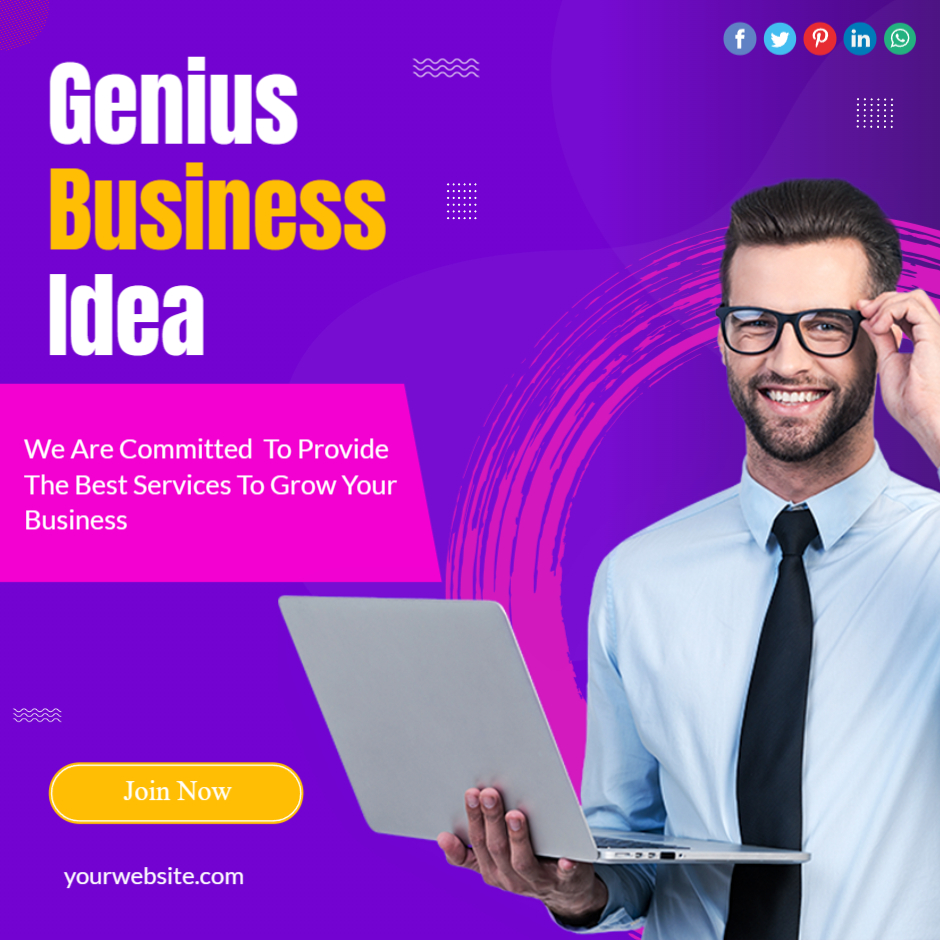 Genius
Business
Idea
We Are Committed  To Provide
The Best Services To Grow Your
Business
Join Now
yourwebsite.com